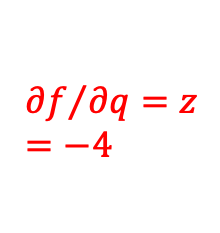 ∂f/∂q = z
= −4